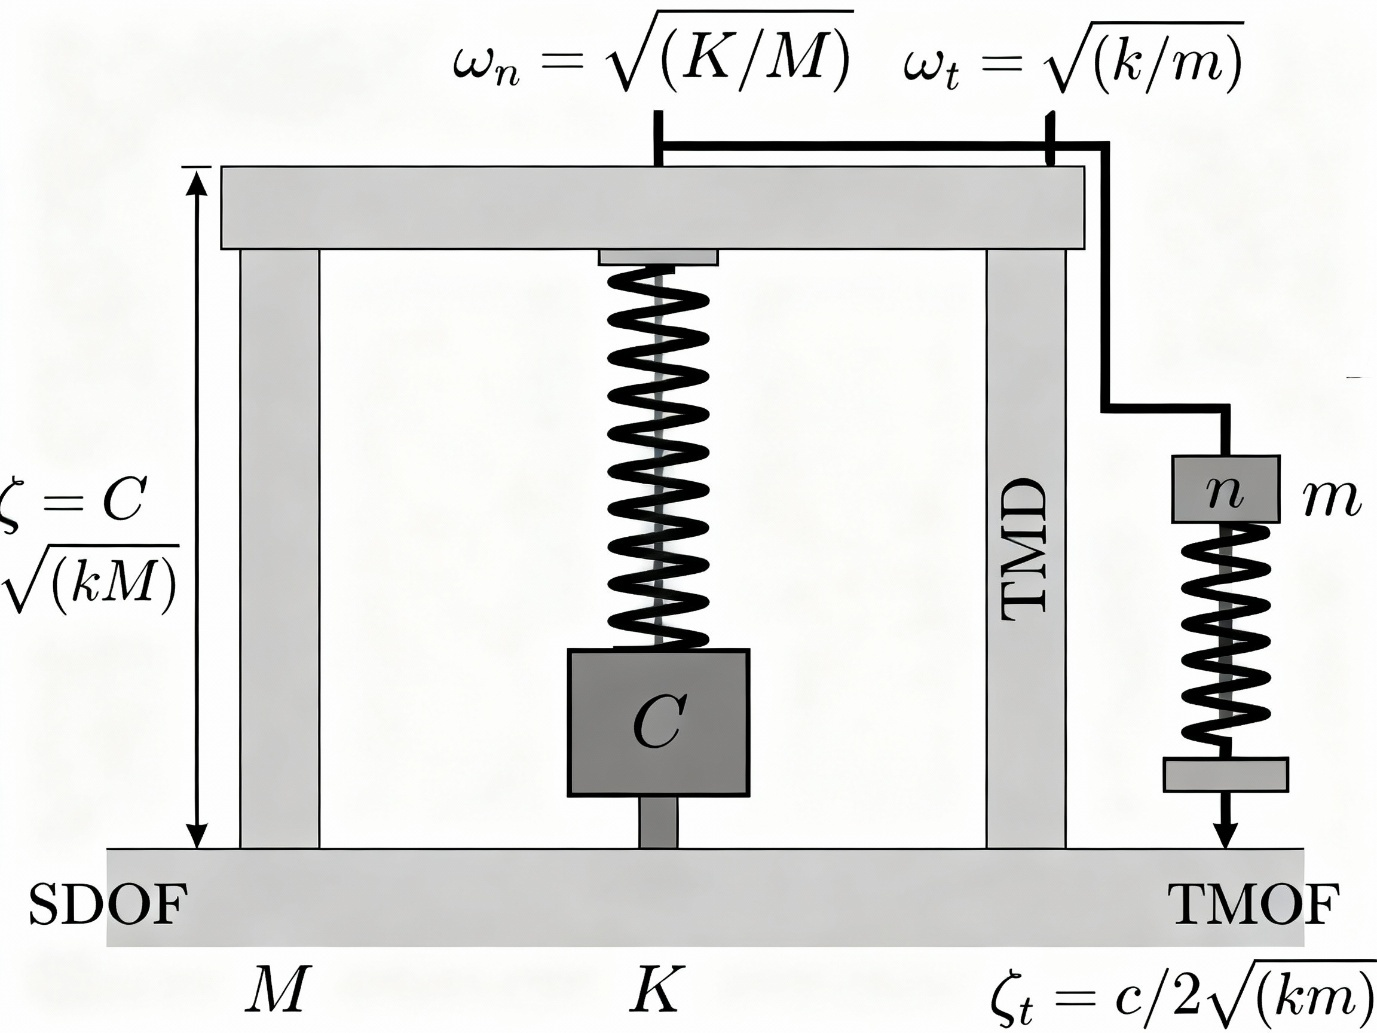 ωₙ = √(K/M) ωₜ = √(k/m)
ζ = C
√(kM)
TMD
n m
C
SDOF
TMOF
M K ζₜ = c/2√(km)